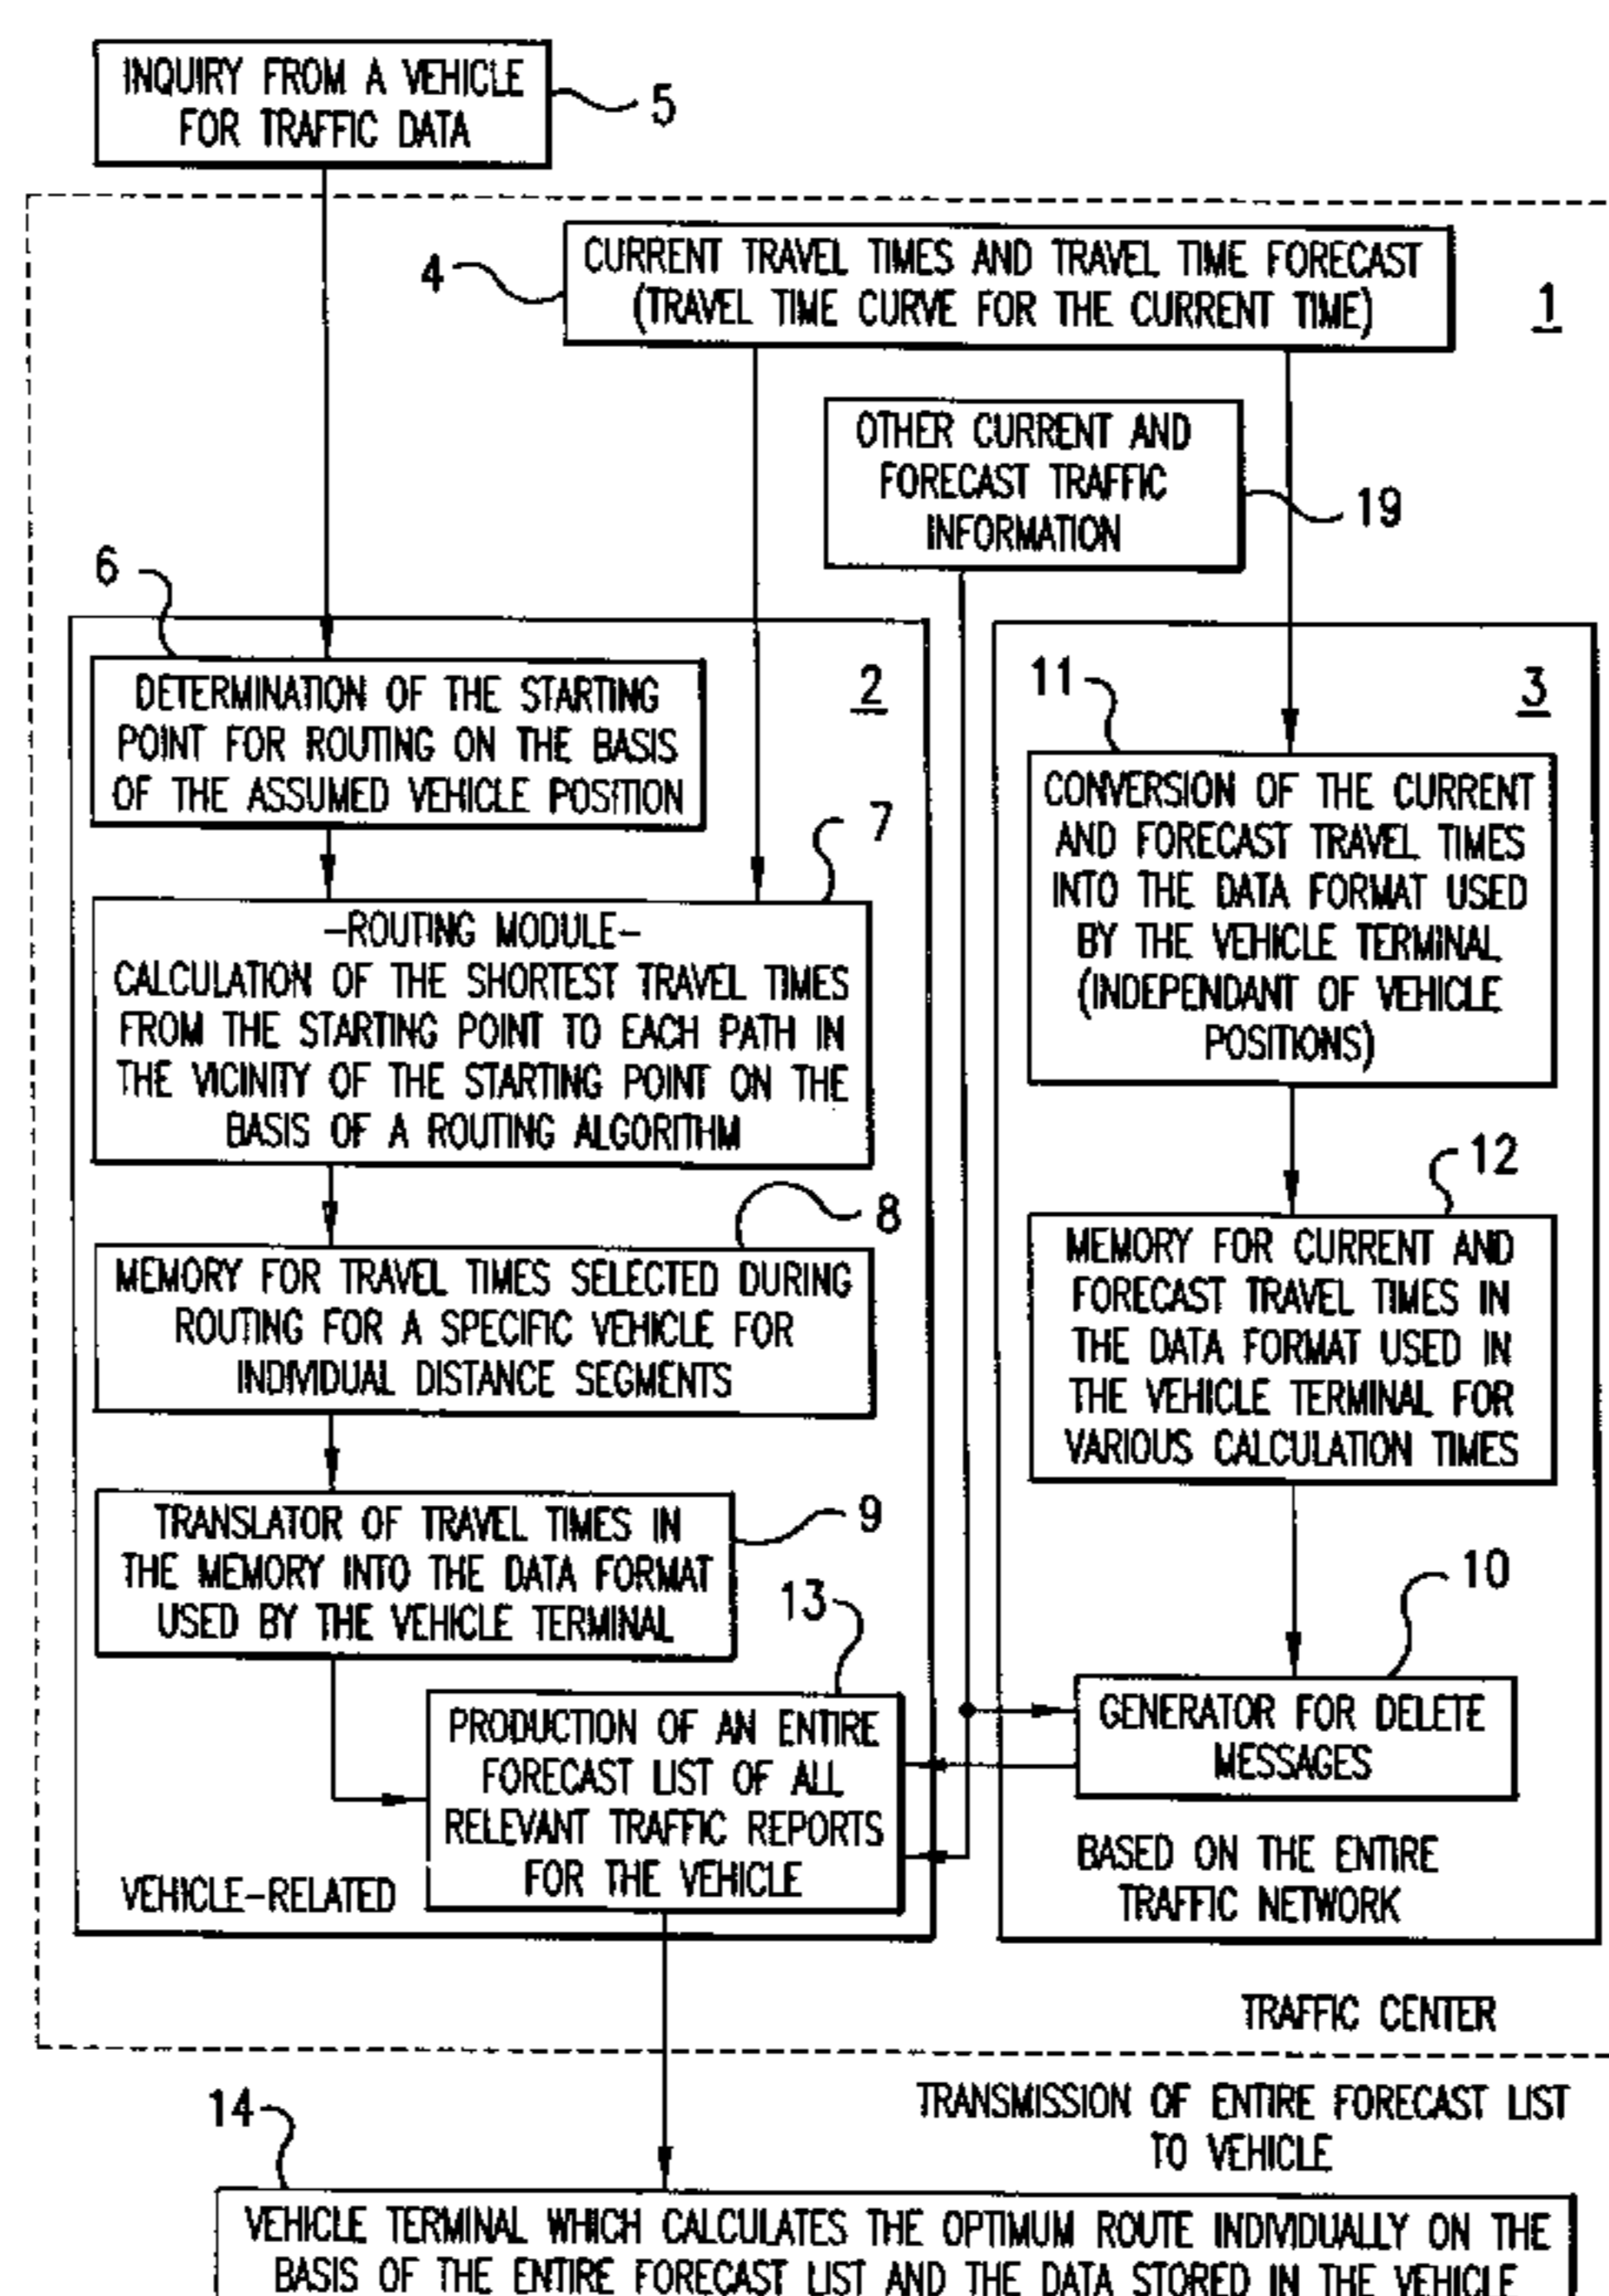 INQUIRY FROM A VEHICLE
FOR TRAFFIC DATA
5
CURRENT TRAVEL TIMES AND TRAVEL TIME FORECAST
(TRAVEL TIME CURVE FOR THE CURRENT TIME)
4
1
OTHER CURRENT AND
FORECAST TRAFFIC
INFORMATION
19
6
2
DETERMINATION OF THE STARTING
POINT FOR ROUTING ON THE BASIS
OF THE ASSUMED VEHICLE POSITION
7
-ROUTING MODULE-
CALCULATION OF THE SHORTEST TRAVEL TIMES
FROM THE STARTING POINT TO EACH PATH IN
THE VICINITY OF THE STARTING POINT ON THE
BASIS OF A ROUTING ALGORITHM
8
MEMORY FOR TRAVEL TIMES SELECTED DURING
ROUTING FOR A SPECIFIC VEHICLE FOR
INDIVIDUAL DISTANCE SEGMENTS
9
TRANSLATOR OF TRAVEL TIMES IN
THE MEMORY INTO THE DATA FORMAT
USED BY THE VEHICLE TERMINAL
13
PRODUCTION OF AN ENTIRE
FORECAST LIST OF ALL
RELEVANT TRAFFIC REPORTS
FOR THE VEHICLE
VEHICLE-RELATED
11
3
CONVERSION OF THE CURRENT
AND FORECAST TRAVEL TIMES
INTO THE DATA FORMAT USED
BY THE VEHICLE TERMINAL
(INDEPENDANT OF VEHICLE
POSITIONS)
12
MEMORY FOR CURRENT AND
FORECAST TRAVEL TIMES IN
THE DATA FORMAT USED IN
THE VEHICLE TERMINAL FOR
VARIOUS CALCULATION TIMES
10
GENERATOR FOR DELETE
MESSAGES
BASED ON THE ENTIRE
TRAFFIC NETWORK
TRAFFIC CENTER
TRANSMISSION OF ENTIRE FORECAST LIST
TO VEHICLE
14
VEHICLE TERMINAL WHICH CALCULATES THE OPTIMUM ROUTE INDIVIDUALLY ON THE
BASIS OF THE ENTIRE FORECAST LIST AND THE DATA STORED IN THE VEHICLE